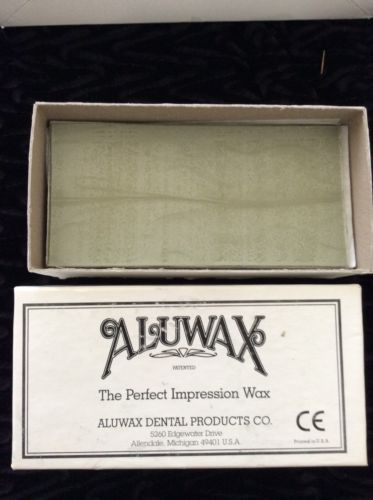 ALUWAX
PATENTED
The Perfect Impression Wax
ALUWAX DENTAL PRODUCTS CO.
5260 Edgewater Drive
Allendale, Michigan 49401 U.S.A.
CE
Printed in U.S.A.